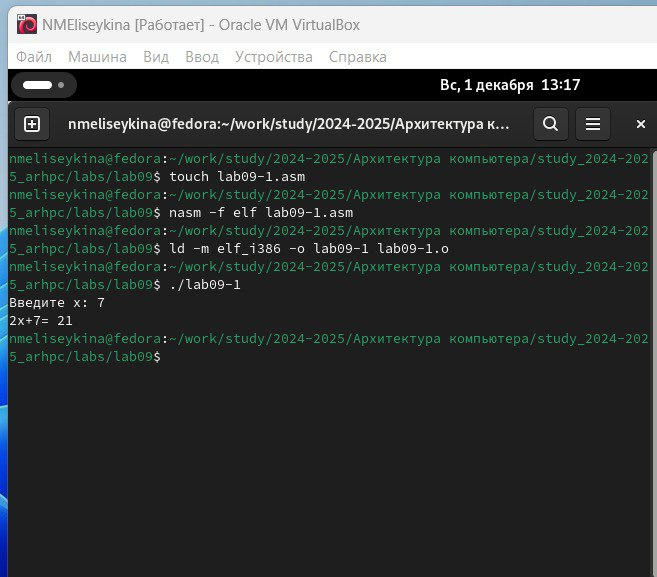 NMEliseykina [Работает] - Oracle VM VirtualBox
Файл Машина Вид Ввод Устройства Справка
Вс, 1 декабря 13:17
nmeliseykina@fedora:~/work/study/2024-2025/Архитектура к...
nmeliseykina@fedora:~/work/study/2024-2025/Архитектура компьютера/study_2024-202
5_arhpc/labs/lab09$ touch lab09-1.asm
nmeliseykina@fedora:~/work/study/2024-2025/Архитектура компьютера/study_2024-202
5_arhpc/labs/lab09$ nasm -f elf lab09-1.asm
nmeliseykina@fedora:~/work/study/2024-2025/Архитектура компьютера/study_2024-202
5_arhpc/labs/lab09$ ld -m elf_i386 -o lab09-1 lab09-1.o
nmeliseykina@fedora:~/work/study/2024-2025/Архитектура компьютера/study_2024-202
5_arhpc/labs/lab09$ ./lab09-1
Введите x: 7
2x+7= 21
nmeliseykina@fedora:~/work/study/2024-2025/Архитектура компьютера/study_2024-202
5_arhpc/labs/lab09$